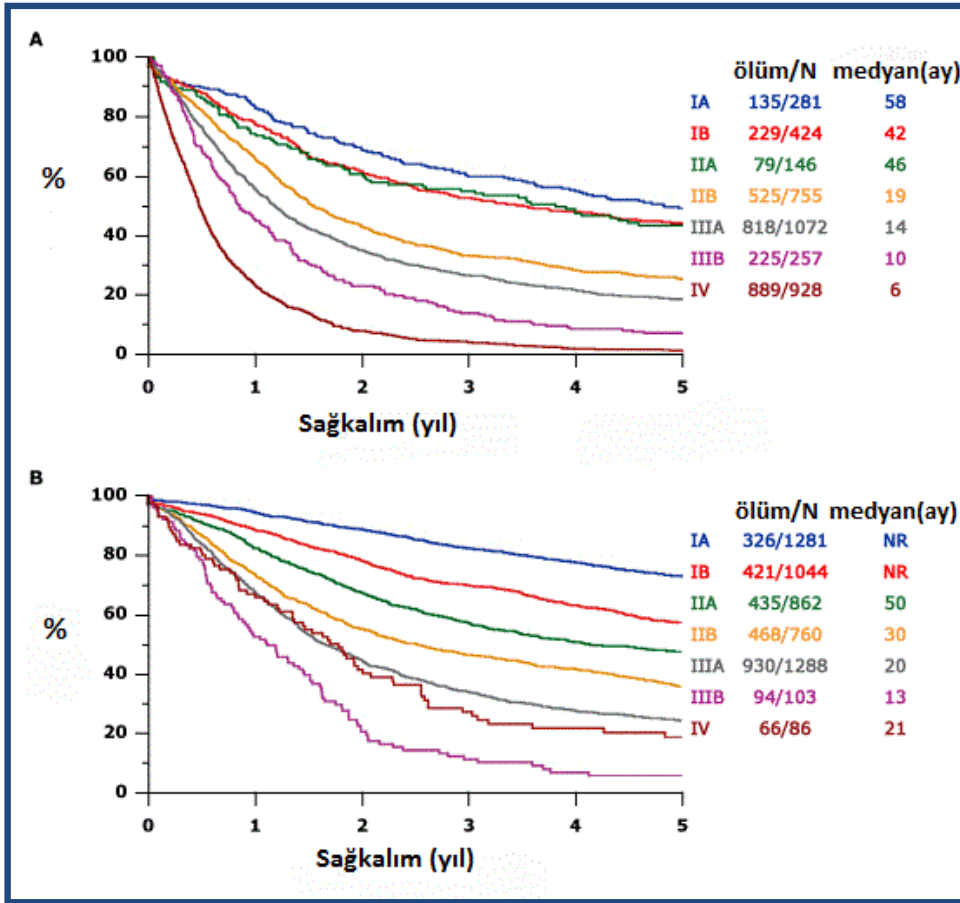 A
ölüm/N medyan(ay)
IA 135/281 58
IB 229/424 42
IIA 79/146 46
IIB 525/755 19
IIIA 818/1072 14
IIIB 225/257 10
IV 889/928 6
%
100
80
60
40
20
0
0 1 2 3 4 5
Sağkalım (yıl)
B
ölüm/N medyan(ay)
IA 326/1281 NR
IB 421/1044 NR
IIA 435/862 50
IIB 468/760 30
IIIA 930/1288 20
IIIB 94/103 13
IV 66/86 21
%
100
80
60
40
20
0
0 1 2 3 4 5
Sağkalım (yıl)